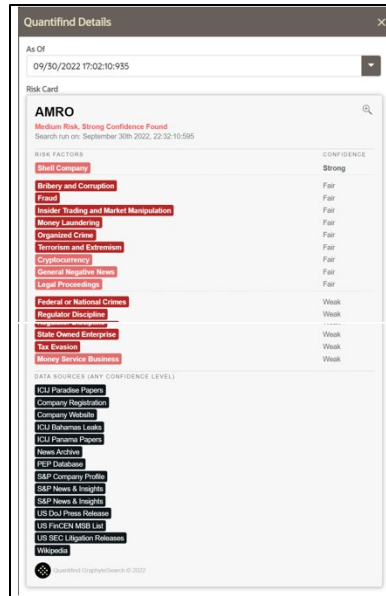 Quantifind Details
As Of
09/30/2022 17:02:10:935
Risk Card
AMRO
Medium Risk, Strong Confidence Found
Search run on: September 30th 2022, 22:32:10:595
RISK FACTORS CONFIDENCE
Shell Company Strong
Bribery and Corruption Fair
Fraud Fair
Insider Trading and Market Manipulation Fair
Money Laundering Fair
Organized Crime Fair
Terrorism and Extremism Fair
Cryptocurrency Fair
General Negative News Fair
Legal Proceedings Fair
Federal or National Crimes Weak
Regulator Discipline Weak
State Owned Enterprise Weak
Tax Evasion Weak
Money Service Business Weak
DATA SOURCES (ANY CONFIDENCE LEVEL)
ICIJ Paradise Papers
Company Registration
Company Website
ICIJ Bahamas Leaks
ICIJ Panama Papers
News Archive
PEP Database
S&P Company Profile
S&P News & Insights
S&P News & Insights
US DoJ Press Release
US FinCEN MSB List
US SEC Litigation Releases
Wikipedia
Quantifind GraphyteSearch © 2022